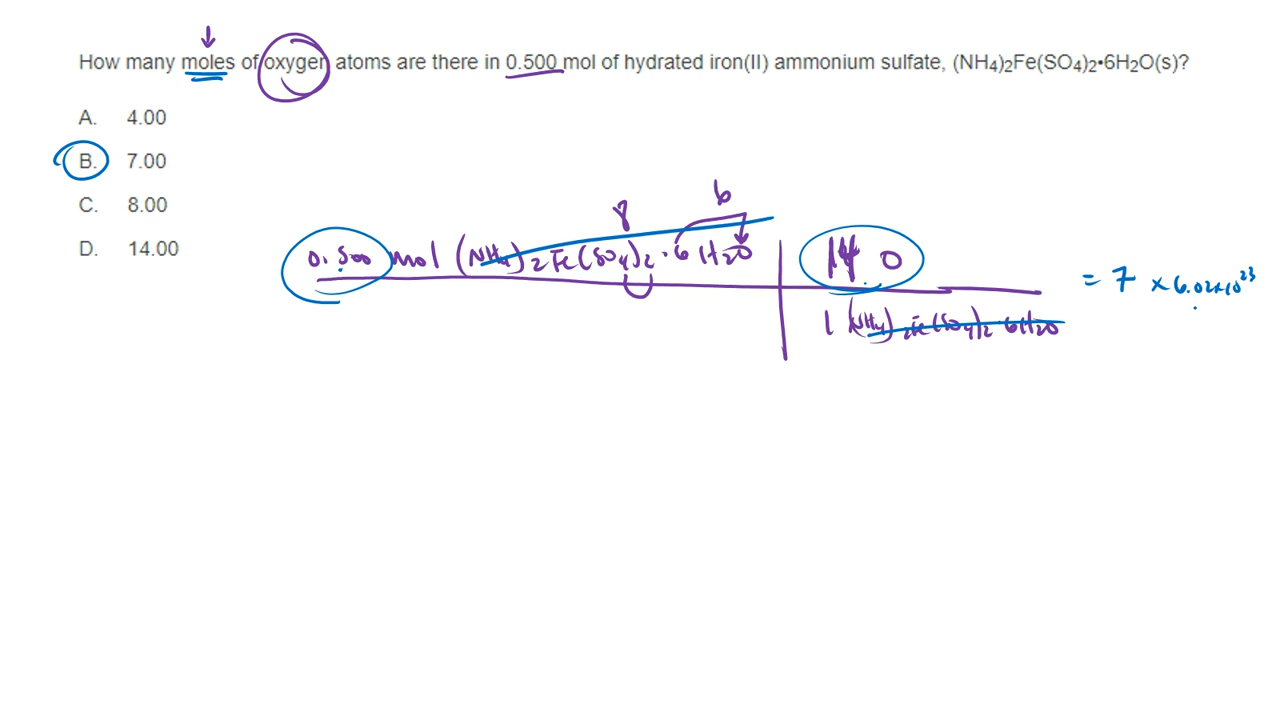 How many moles of oxygen atoms are there in 0.500 mol of hydrated iron(II) ammonium sulfate, (NH4)2Fe(SO4)2•6H2O(s)?
A. 4.00
B. 7.00
C. 8.00
D. 14.00
8 6
0.500 mol (NH4)2Fe(SO4)2·6H2O 14 O
= 7 × 6.02×10²³
1 (NH4)2Fe(SO4)2·6H2O